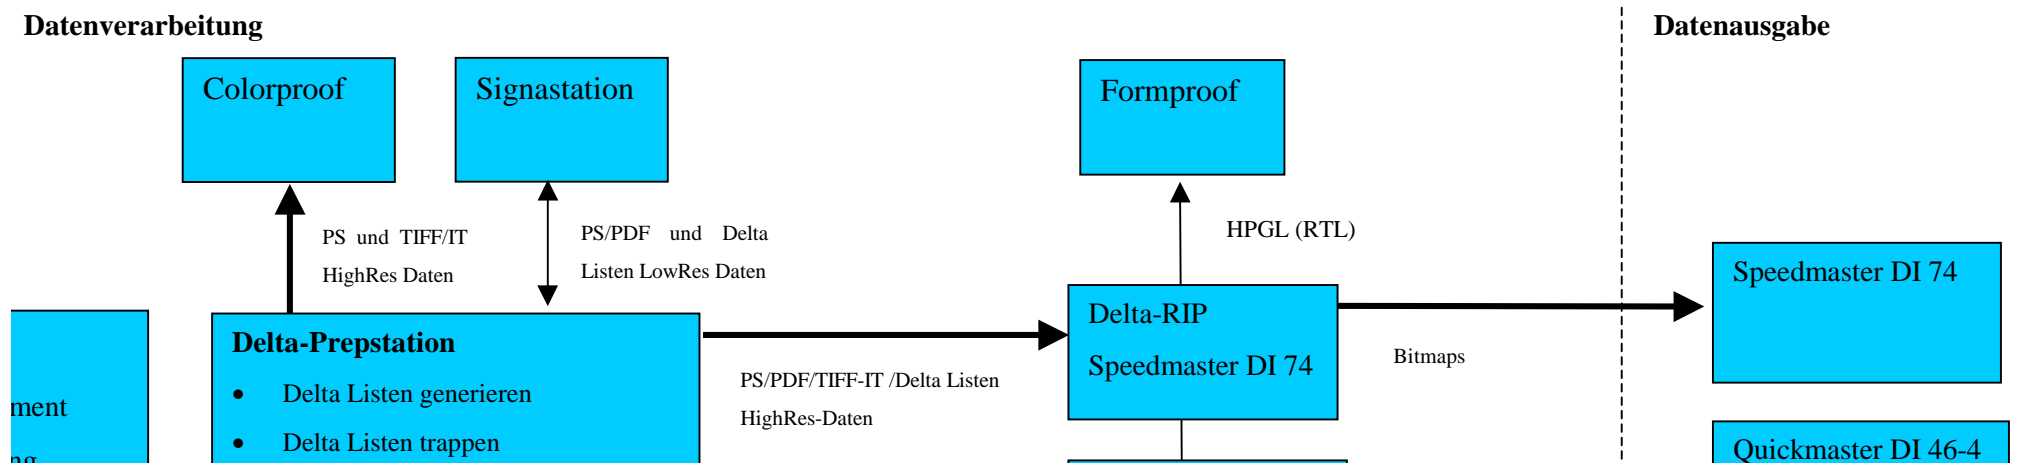 Datenverarbeitung
Datenausgabe
Colorproof
Signastation
Formproof
PS und TIFF/IT
HighRes Daten
PS/PDF und Delta
Listen LowRes Daten
HPGL (RTL)
Speedmaster DI 74
Delta-Prepstation
• Delta Listen generieren
• Delta Listen trappen
PS/PDF/TIFF-IT /Delta Listen
HighRes-Daten
Delta-RIP
Speedmaster DI 74
Bitmaps
ment
ng
Quickmaster DI 46-4